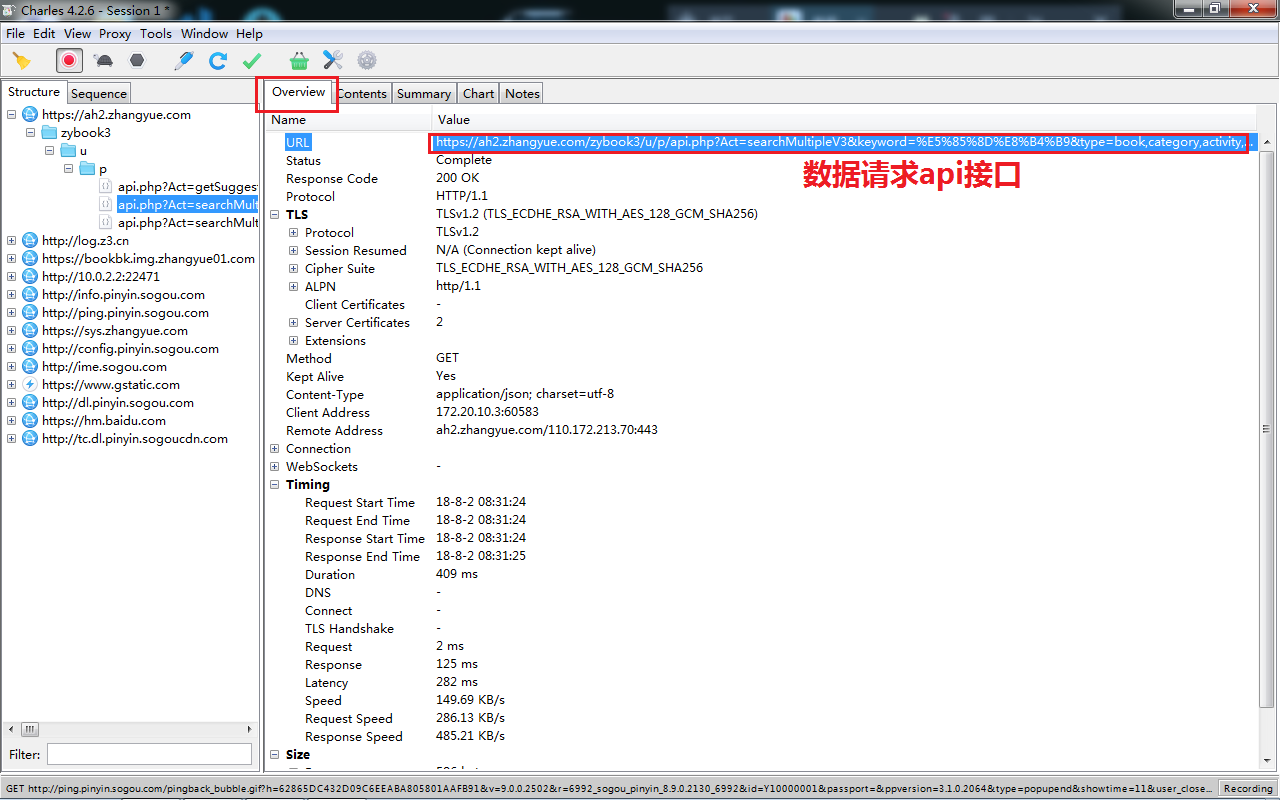 Charles 4.2.6 - Session 1 *
File Edit View Proxy Tools Window Help
Structure Sequence
https://ah2.zhangyue.com
zybook3
u
p
api.php?Act=getSugges
api.php?Act=searchMult
api.php?Act=searchMult
http://log.z3.cn
https://bookbk.img.zhangyue01.com
http://10.0.2.2:22471
http://info.pinyin.sogou.com
http://ping.pinyin.sogou.com
https://sys.zhangyue.com
http://config.pinyin.sogou.com
http://ime.sogou.com
https://www.gstatic.com
http://dl.pinyin.sogou.com
https://hm.baidu.com
http://tc.dl.pinyin.sogoucdn.com
Filter:
Overview Contents Summary Chart Notes
Name Value
URL https://ah2.zhangyue.com/zybook3/u/p/api.php?Act=searchMultipleV3&keyword=%E5%85%8D%E8%B4%B9&type=book,category,activity,...
数据请求api接口
Status Complete
Response Code 200 OK
Protocol HTTP/1.1
TLS TLSv1.2 (TLS_ECDHE_RSA_WITH_AES_128_GCM_SHA256)
Protocol TLSv1.2
Session Resumed N/A (Connection kept alive)
Cipher Suite TLS_ECDHE_RSA_WITH_AES_128_GCM_SHA256
ALPN http/1.1
Client Certificates -
Server Certificates 2
Extensions
Method GET
Kept Alive Yes
Content-Type application/json; charset=utf-8
Client Address 172.20.10.3:60583
Remote Address ah2.zhangyue.com/110.172.213.70:443
Connection
WebSockets -
Timing
Request Start Time 18-8-2 08:31:24
Request End Time 18-8-2 08:31:24
Response Start Time 18-8-2 08:31:24
Response End Time 18-8-2 08:31:25
Duration 409 ms
DNS -
Connect -
TLS Handshake -
Request 2 ms
Response 125 ms
Latency 282 ms
Speed 149.69 KB/s
Request Speed 286.13 KB/s
Response Speed 485.21 KB/s
Size
GET http://ping.pinyin.sogou.com/pingback_bubble.gif?h=62865DC432D09C6EEABA805801AAFB91&v=9.0.0.2502&r=6992_sogou_pinyin_8.9.0.2130_6992&id=Y10000001&passport=&ppversion=3.1.0.2064&type=popupend&showtime=11&user_close... Recording